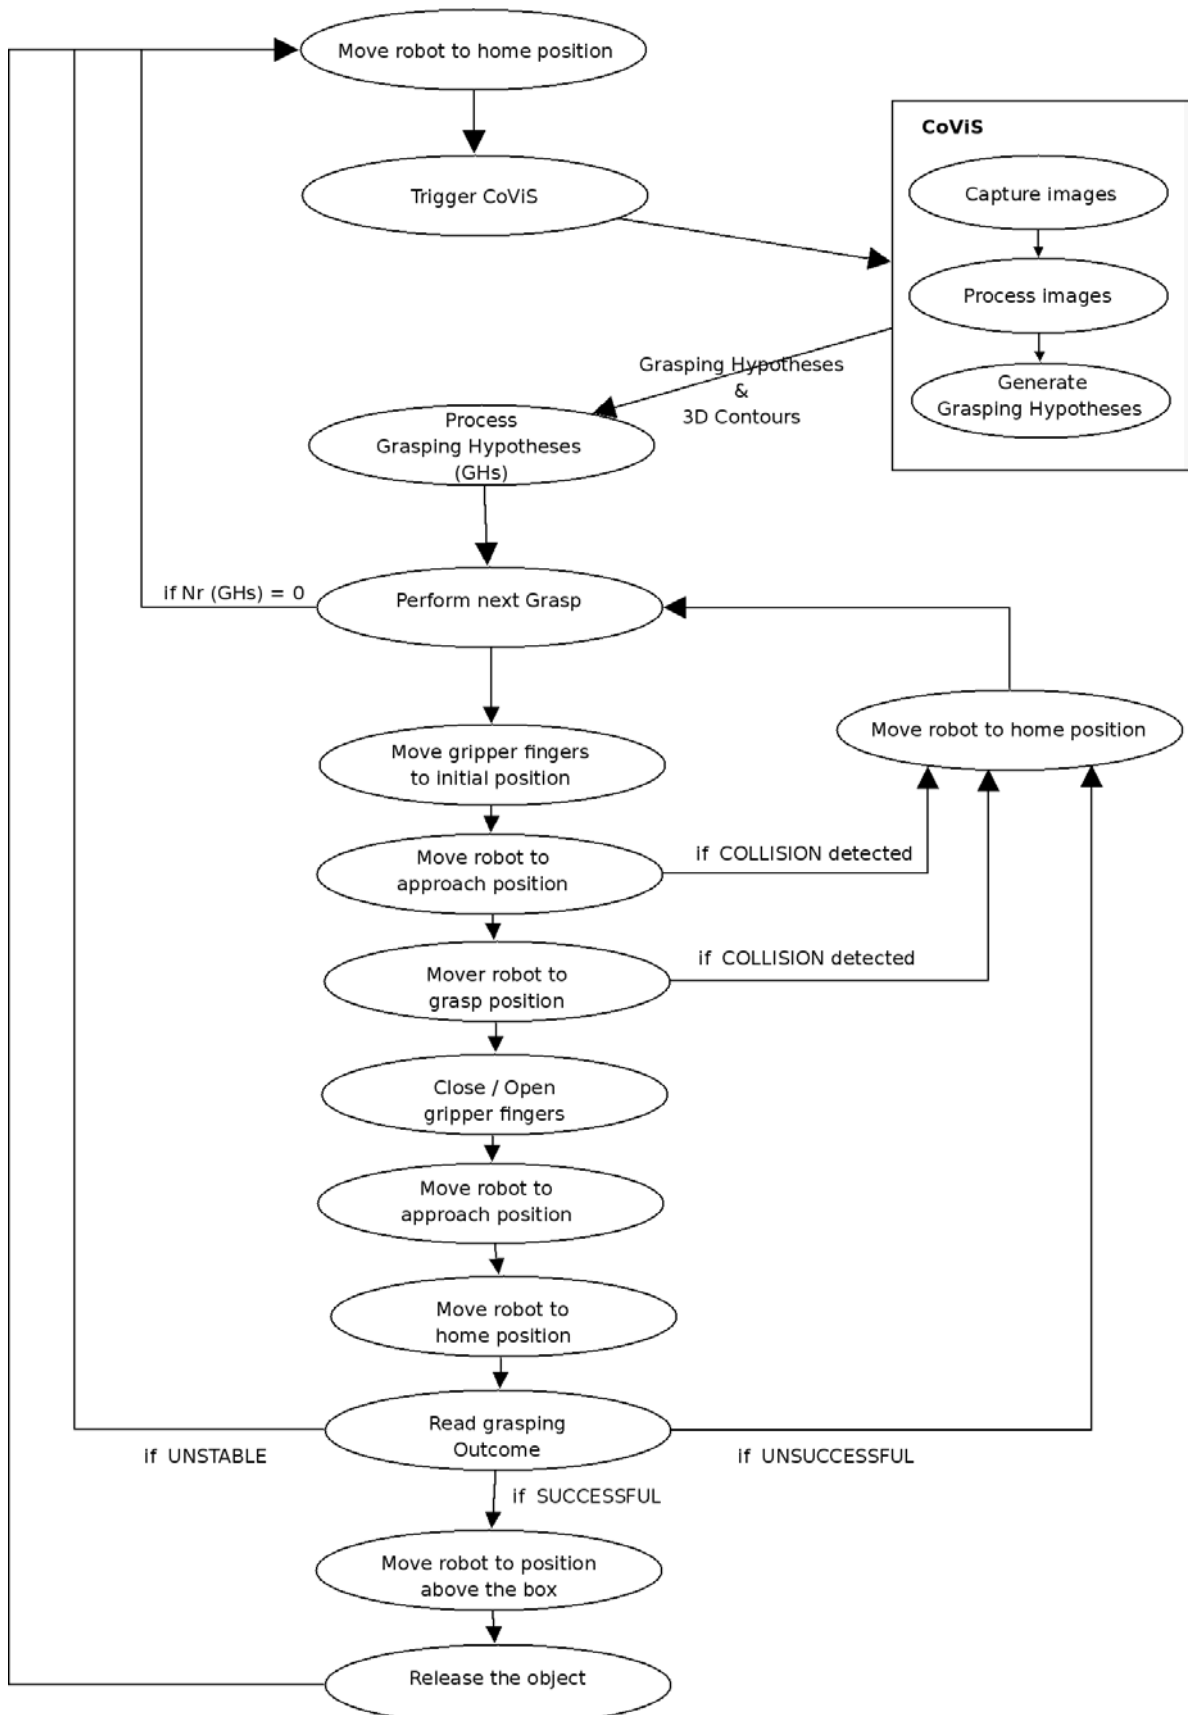 Move robot to home position
CoViS
Trigger CoViS
Capture images
Process images
Generate
Grasping Hypotheses
Grasping Hypotheses
&
3D Contours
Process
Grasping Hypotheses
(GHs)
if Nr (GHs) = 0
Perform next Grasp
Move robot to home position
Move gripper fingers
to initial position
Move robot to
approach position
if COLLISION detected
Mover robot to
grasp position
if COLLISION detected
Close / Open
gripper fingers
Move robot to
approach position
Move robot to
home position
Read grasping
Outcome
if UNSTABLE
if UNSUCCESSFUL
if SUCCESSFUL
Move robot to position
above the box
Release the object